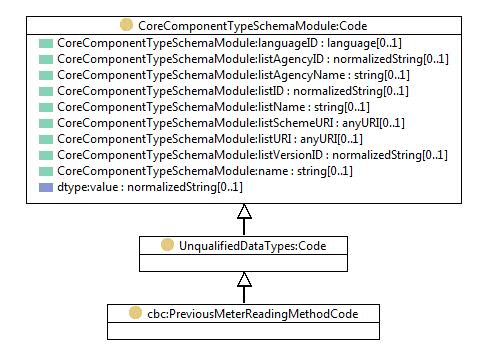 CoreComponentTypeSchemaModule:Code
CoreComponentTypeSchemaModule:languageID : language[0..1]
CoreComponentTypeSchemaModule:listAgencyID : normalizedString[0..1]
CoreComponentTypeSchemaModule:listAgencyName : string[0..1]
CoreComponentTypeSchemaModule:listID : normalizedString[0..1]
CoreComponentTypeSchemaModule:listName : string[0..1]
CoreComponentTypeSchemaModule:listSchemeURI : anyURI[0..1]
CoreComponentTypeSchemaModule:listURI : anyURI[0..1]
CoreComponentTypeSchemaModule:listVersionID : normalizedString[0..1]
CoreComponentTypeSchemaModule:name : string[0..1]
dtype:value : normalizedString[0..1]
UnqualifiedDataTypes:Code
cbc:PreviousMeterReadingMethodCode